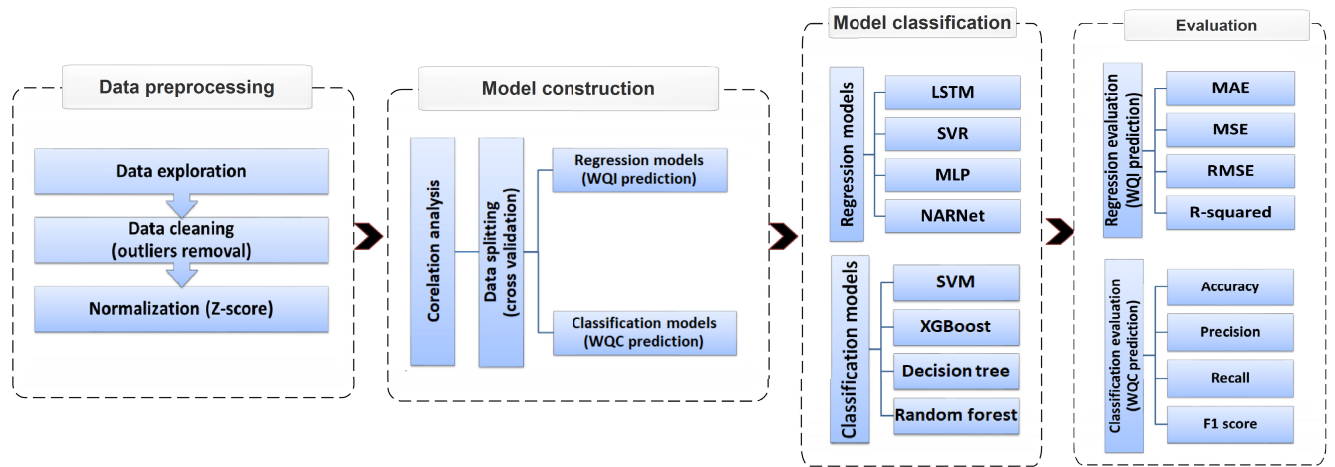 Data preprocessing
Data exploration
Data cleaning
(outliers removal)
Normalization (Z-score)
Model construction
Corelation analysis
Data splitting
(cross validation)
Regression models
(WQI prediction)
Classification models
(WQC prediction)
Model classification
Regression models
LSTM
SVR
MLP
NARNet
Classification models
SVM
XGBoost
Decision tree
Random forest
Evaluation
Regression evaluation
(WQI prediction)
MAE
MSE
RMSE
R-squared
Classification evaluation
(WQC prediction)
Accuracy
Precision
Recall
F1 score